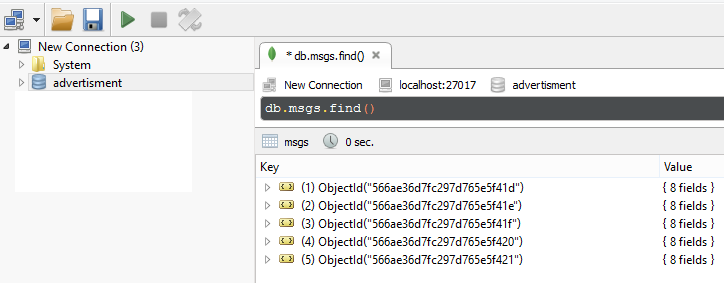 New Connection (3)
System
advertisment
* db.msgs.find()
New Connection localhost:27017 advertisment
db.msgs.find()
msgs 0 sec.
Key Value
(1) ObjectId("566ae36d7fc297d765e5f41d") { 8 fields }
(2) ObjectId("566ae36d7fc297d765e5f41e") { 8 fields }
(3) ObjectId("566ae36d7fc297d765e5f41f") { 8 fields }
(4) ObjectId("566ae36d7fc297d765e5f420") { 8 fields }
(5) ObjectId("566ae36d7fc297d765e5f421") { 8 fields }